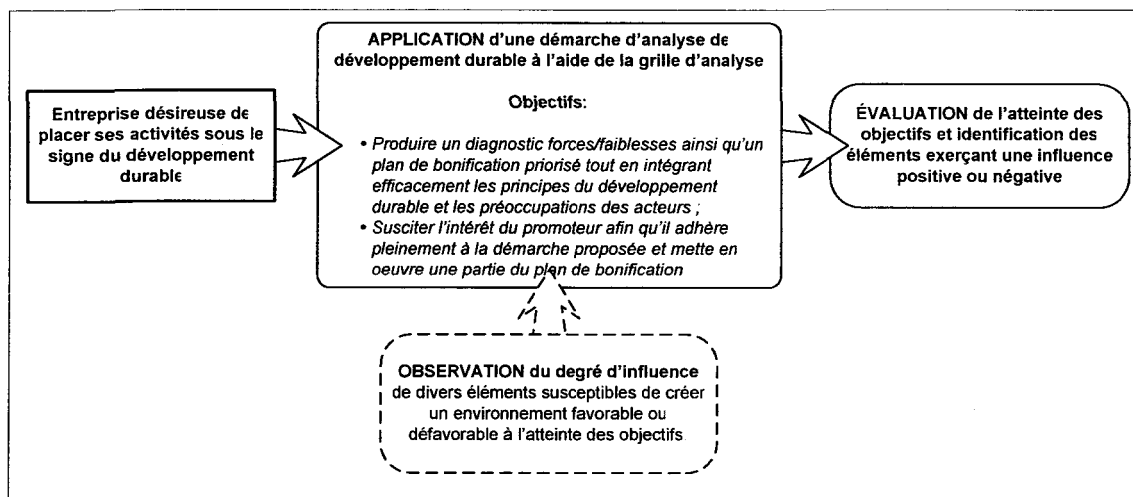 APPLICATION d'une démarche d'analyse de
développement durable à l'aide de la grille d'analyse
Objectifs:
• Produire un diagnostic forces/faiblesses ainsi qu'un
plan de bonification priorisé tout en intégrant
efficacement les principes du développement
durable et les préoccupations des acteurs ;
• Susciter l'intérêt du promoteur afin qu'il adhère
pleinement à la démarche proposée et mette en
oeuvre une partie du plan de bonification
Entreprise désireuse de
placer ses activités sous le
signe du développement
durable
ÉVALUATION de l'atteinte des
objectifs et identification des
éléments exerçant une influence
positive ou négative
OBSERVATION du degré d'influence
de divers éléments susceptibles de créer
un environnement favorable ou
défavorable à l'atteinte des objectifs